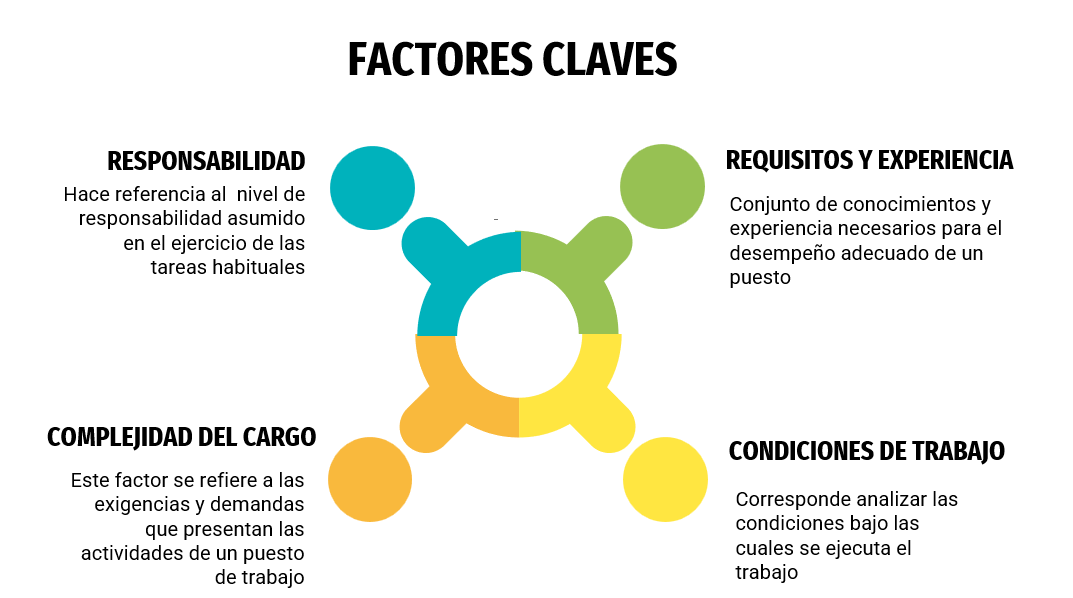 FACTORES CLAVES
RESPONSABILIDAD
Hace referencia al nivel de
responsabilidad asumido
en el ejercicio de las
tareas habituales
REQUISITOS Y EXPERIENCIA
Conjunto de conocimientos y
experiencia necesarios para el
desempeño adecuado de un
puesto
COMPLEJIDAD DEL CARGO
Este factor se refiere a las
exigencias y demandas
que presentan las
actividades de un puesto
de trabajo
CONDICIONES DE TRABAJO
Corresponde analizar las
condiciones bajo las
cuales se ejecuta el
trabajo